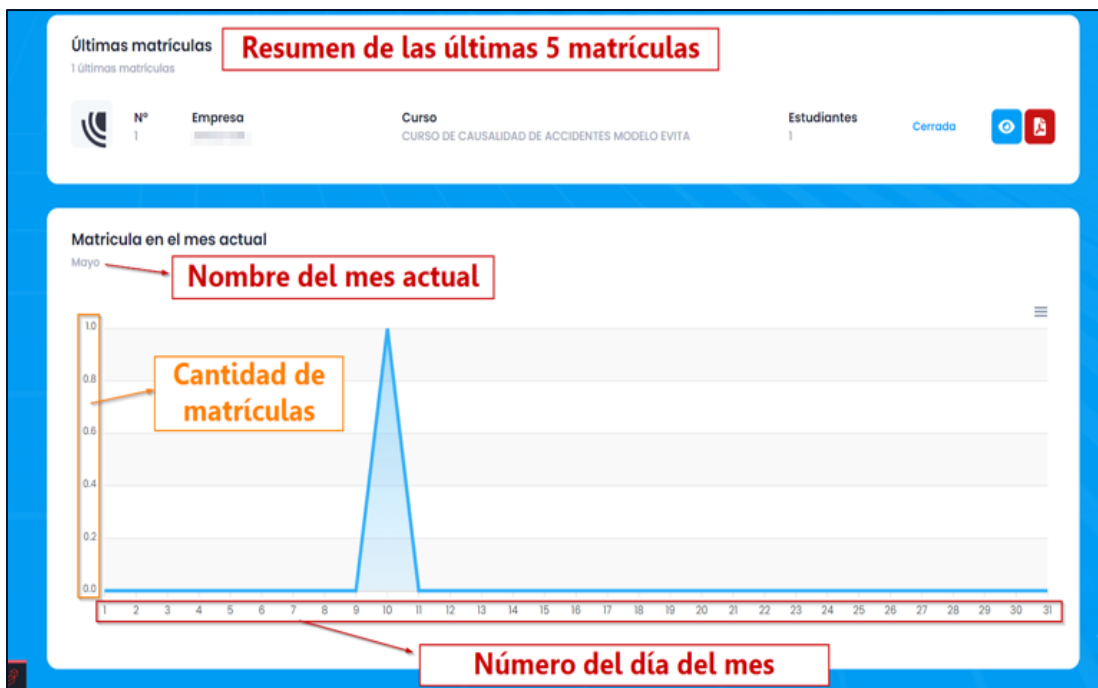 Últimas matrículas
Resumen de las últimas 5 matrículas
1 últimas matrículas
Nº Empresa Curso Estudiantes
1 CURSO DE CAUSALIDAD DE ACCIDENTES MODELO EVITA 1 Cerrada
Matricula en el mes actual
Mayo
Nombre del mes actual
1.0
0.8
Cantidad de
matrículas
0.6
0.4
0.2
0.0
1 2 3 4 5 6 7 8 9 10 11 12 13 14 15 16 17 18 19 20 21 22 23 24 25 26 27 28 29 30 31
Número del día del mes